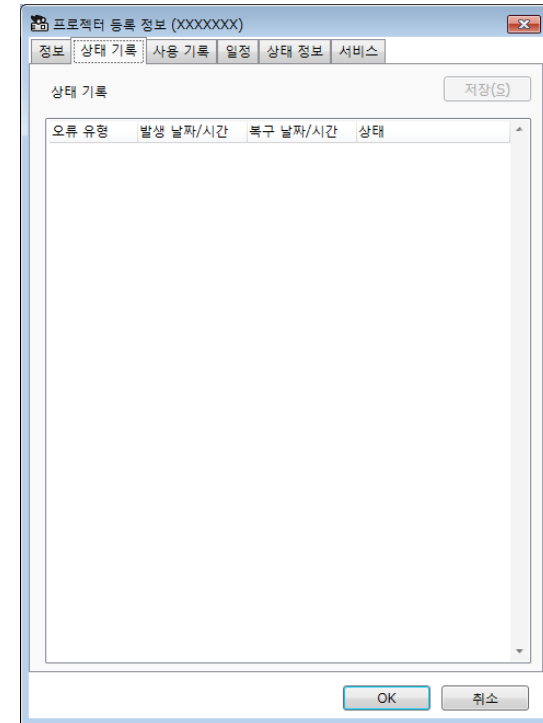 프로젝터 등록 정보 (XXXXXXX)
정보 상태 기록 사용 기록 일정 상태 정보 서비스
상태 기록 저장(S)
오류 유형 발생 날짜/시간 복구 날짜/시간 상태
OK 취소